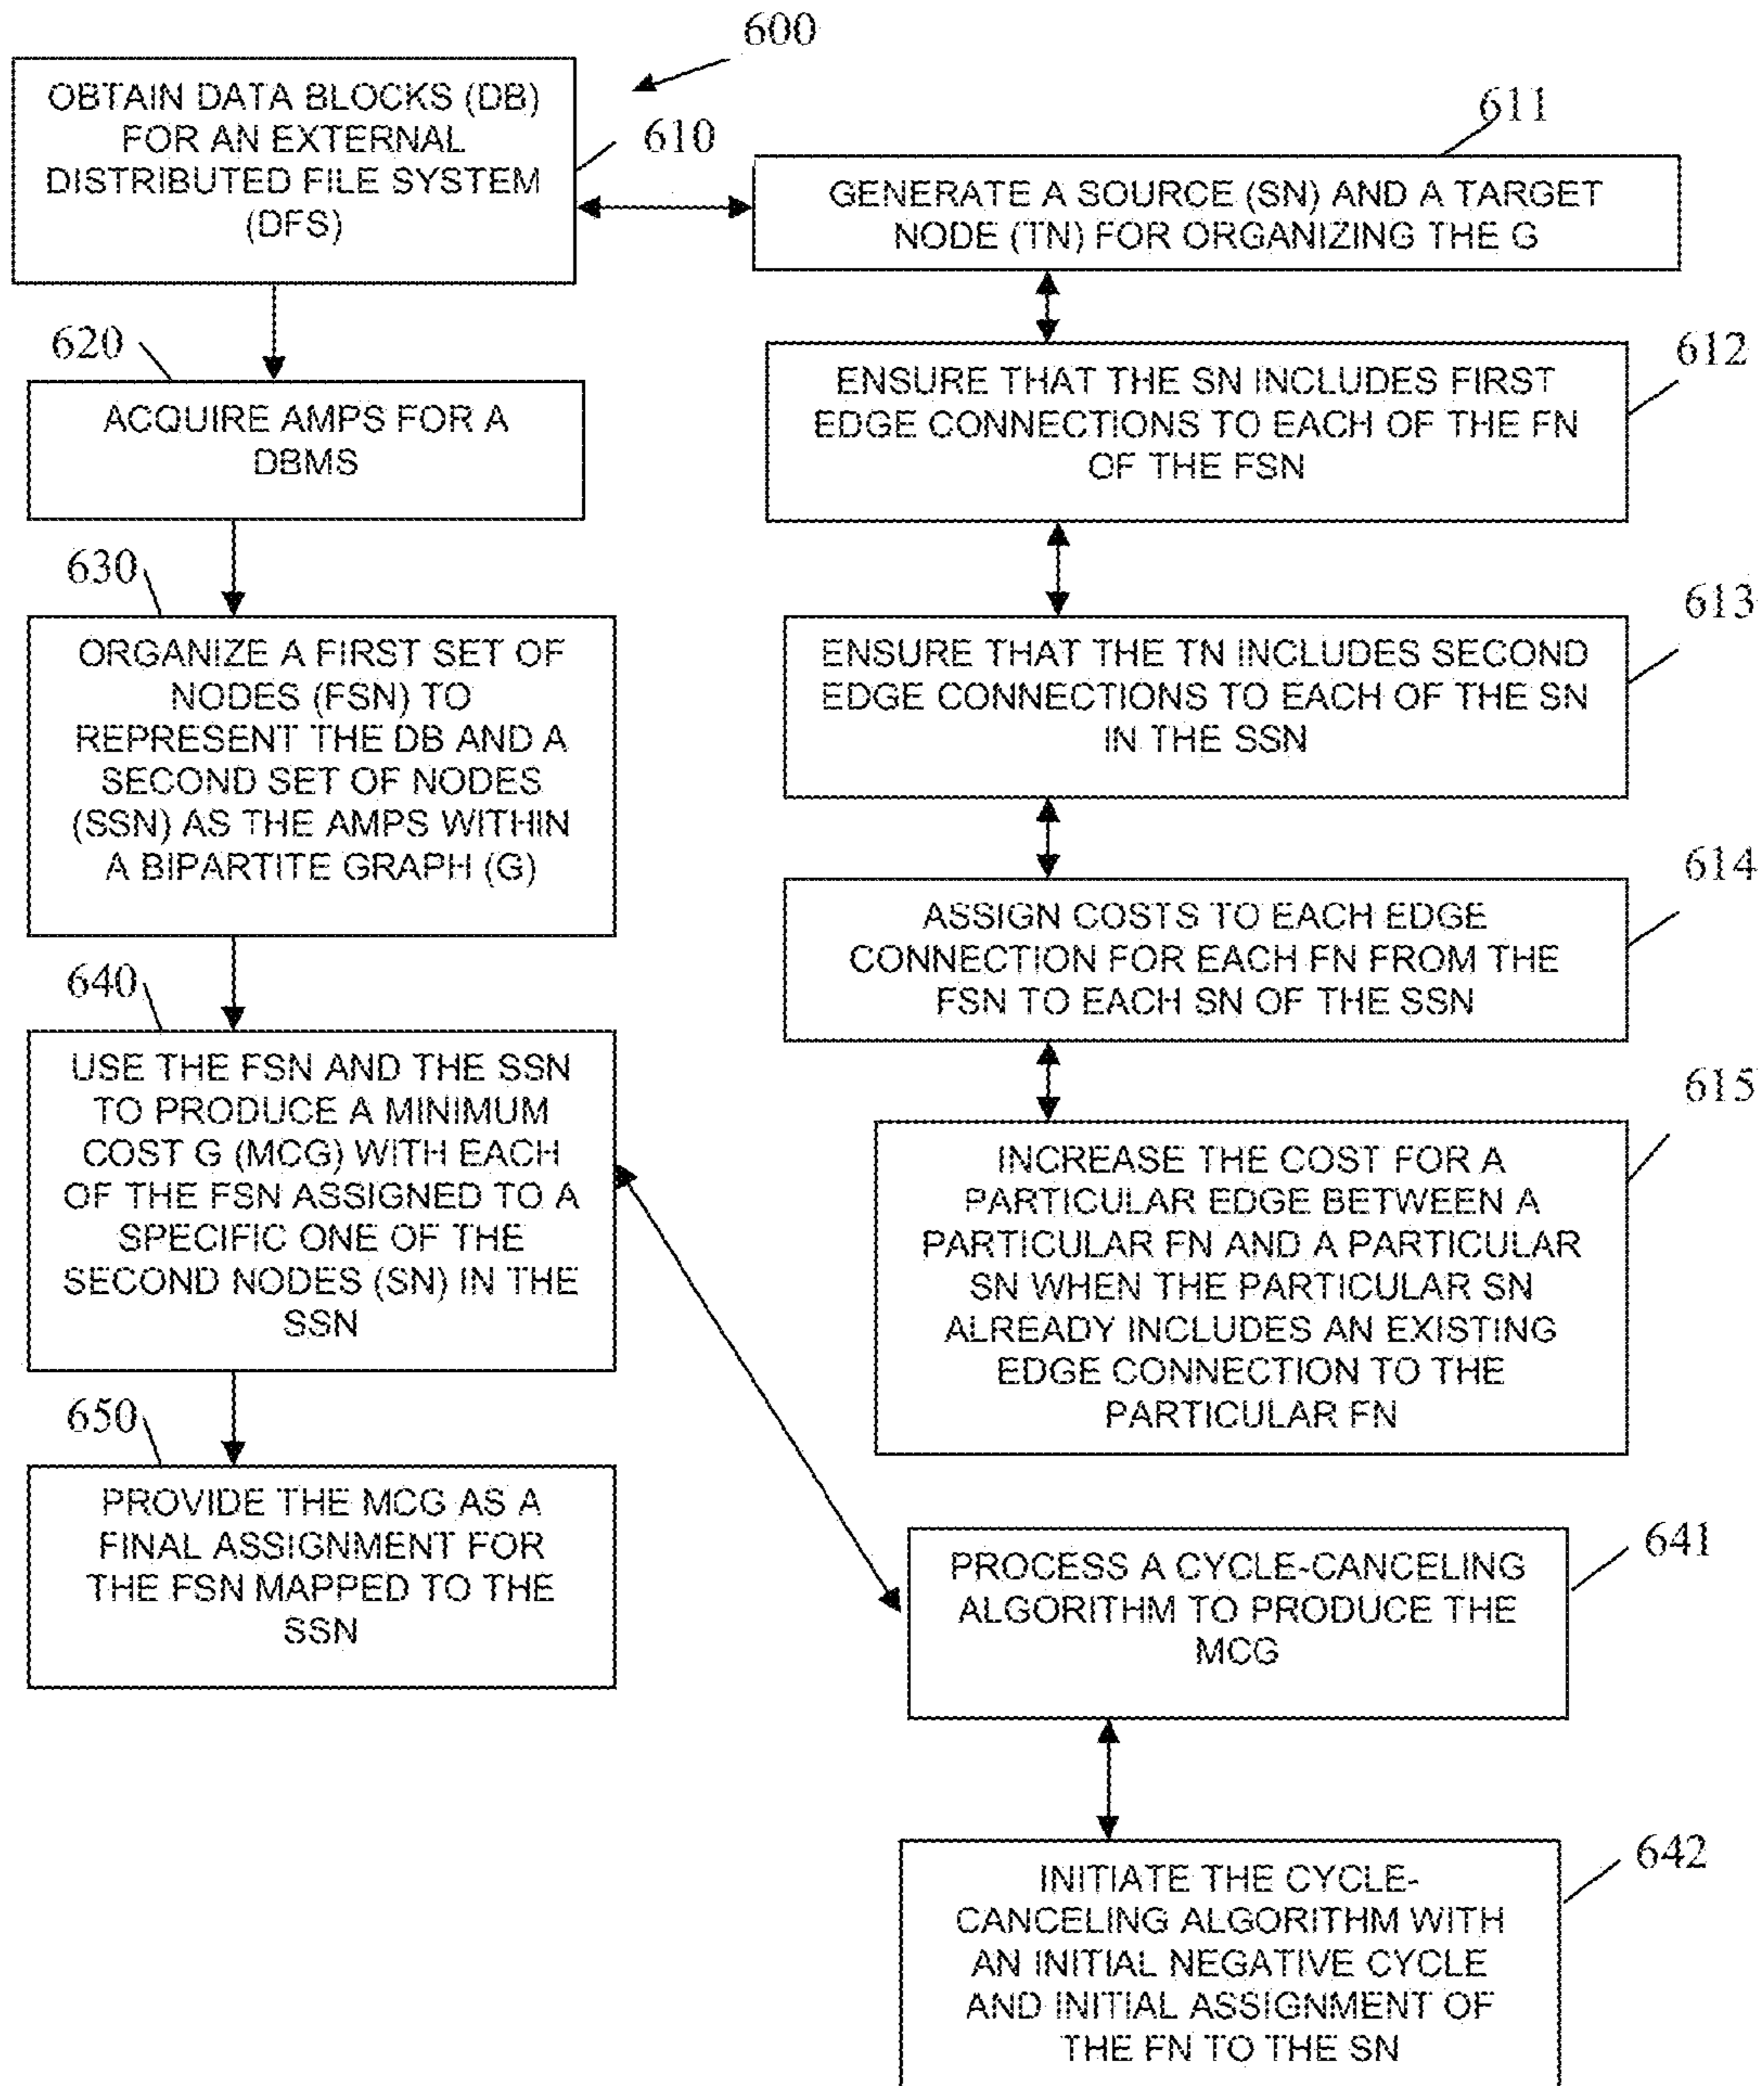 600
OBTAIN DATA BLOCKS (DB)
FOR AN EXTERNAL
DISTRIBUTED FILE SYSTEM
(DFS)
610
611
GENERATE A SOURCE (SN) AND A TARGET
NODE (TN) FOR ORGANIZING THE G
620
ACQUIRE AMPS FOR A
DBMS
612
ENSURE THAT THE SN INCLUDES FIRST
EDGE CONNECTIONS TO EACH OF THE FN
OF THE FSN
630
ORGANIZE A FIRST SET OF
NODES (FSN) TO
REPRESENT THE DB AND A
SECOND SET OF NODES
(SSN) AS THE AMPS WITHIN
A BIPARTITE GRAPH (G)
613
ENSURE THAT THE TN INCLUDES SECOND
EDGE CONNECTIONS TO EACH OF THE SN
IN THE SSN
614
ASSIGN COSTS TO EACH EDGE
CONNECTION FOR EACH FN FROM THE
FSN TO EACH SN OF THE SSN
640
USE THE FSN AND THE SSN
TO PRODUCE A MINIMUM
COST G (MCG) WITH EACH
OF THE FSN ASSIGNED TO A
SPECIFIC ONE OF THE
SECOND NODES (SN) IN THE
SSN
615
INCREASE THE COST FOR A
PARTICULAR EDGE BETWEEN A
PARTICULAR FN AND A PARTICULAR
SN WHEN THE PARTICULAR SN
ALREADY INCLUDES AN EXISTING
EDGE CONNECTION TO THE
PARTICULAR FN
650
PROVIDE THE MCG AS A
FINAL ASSIGNMENT FOR
THE FSN MAPPED TO THE
SSN
641
PROCESS A CYCLE-CANCELING
ALGORITHM TO PRODUCE THE
MCG
642
INITIATE THE CYCLE-
CANCELING ALGORITHM WITH
AN INITIAL NEGATIVE CYCLE
AND INITIAL ASSIGNMENT OF
THE FN TO THE SN